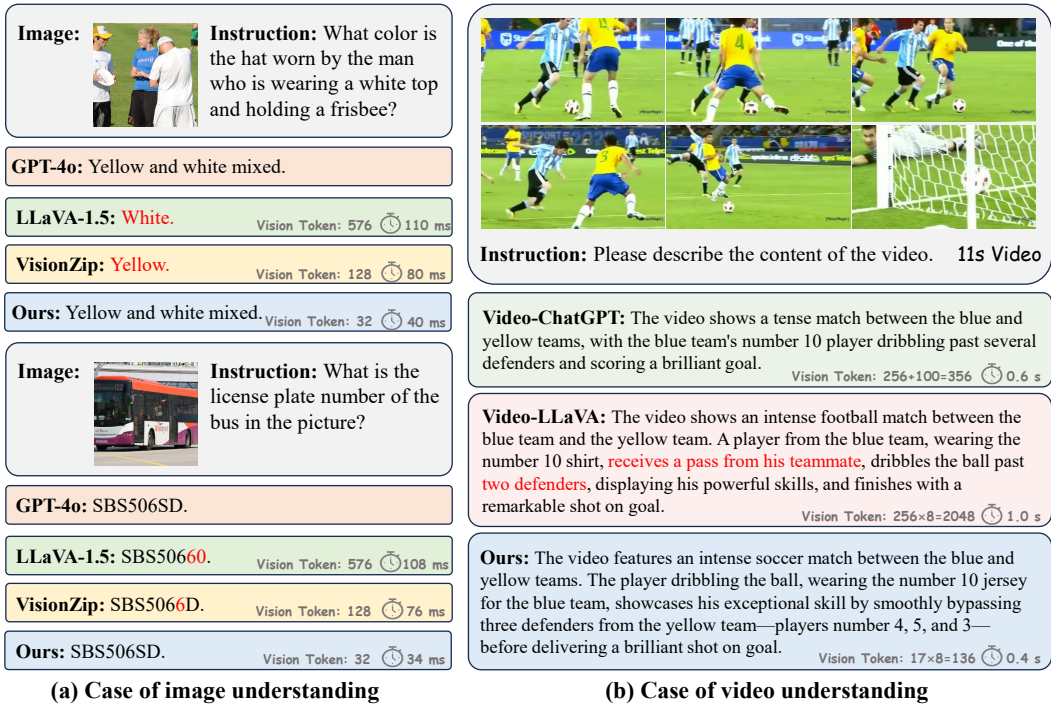 Image:
Instruction: What color is
the hat worn by the man
who is wearing a white top
and holding a frisbee?
GPT-4o: Yellow and white mixed.
LLaVA-1.5: White.
Vision Token: 576 110 ms
VisionZip: Yellow.
Vision Token: 128 80 ms
Ours: Yellow and white mixed.
Vision Token: 32 40 ms
Image:
Instruction: What is the
license plate number of the
bus in the picture?
GPT-4o: SBS506SD.
LLaVA-1.5: SBS50660.
Vision Token: 576 108 ms
VisionZip: SBS5066D.
Vision Token: 128 76 ms
Ours: SBS506SD.
Vision Token: 32 34 ms
(a) Case of image understanding
10
4
Standard
One of the
SUPPORT
3
Instruction: Please describe the content of the video. 11s Video
Video-ChatGPT: The video shows a tense match between the blue and
yellow teams, with the blue team's number 10 player dribbling past several
defenders and scoring a brilliant goal.
Vision Token: 256+100=356 0.6 s
Video-LLaVA: The video shows an intense football match between the
blue team and the yellow team. A player from the blue team, wearing the
number 10 shirt, receives a pass from his teammate, dribbles the ball past
two defenders, displaying his powerful skills, and finishes with a
remarkable shot on goal.
Vision Token: 256×8=2048 1.0 s
Ours: The video features an intense soccer match between the blue and
yellow teams. The player dribbling the ball, wearing the number 10 jersey
for the blue team, showcases his exceptional skill by smoothly bypassing
three defenders from the yellow team—players number 4, 5, and 3—
before delivering a brilliant shot on goal.
Vision Token: 17×8=136 0.4 s
(b) Case of video understanding